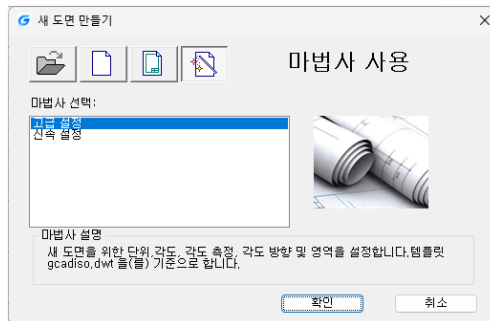 새 도면 만들기
마법사 사용
마법사 선택:
고급 설정
신속 설정
마법사 설명
새 도면을 위한 단위,각도, 각도 측정, 각도 방향 및 영역을 설정합니다.템플릿
gcadiso,dwt 을(를) 기준으로 합니다,
확인
취소